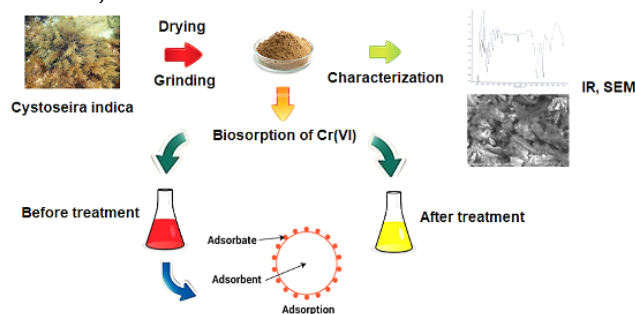 Drying
Grinding
Characterization
IR, SEM
Cystoseira indica
Biosorption of Cr(VI)
Before treatment
After treatment
Adsorbate
Adsorbent
Adsorption